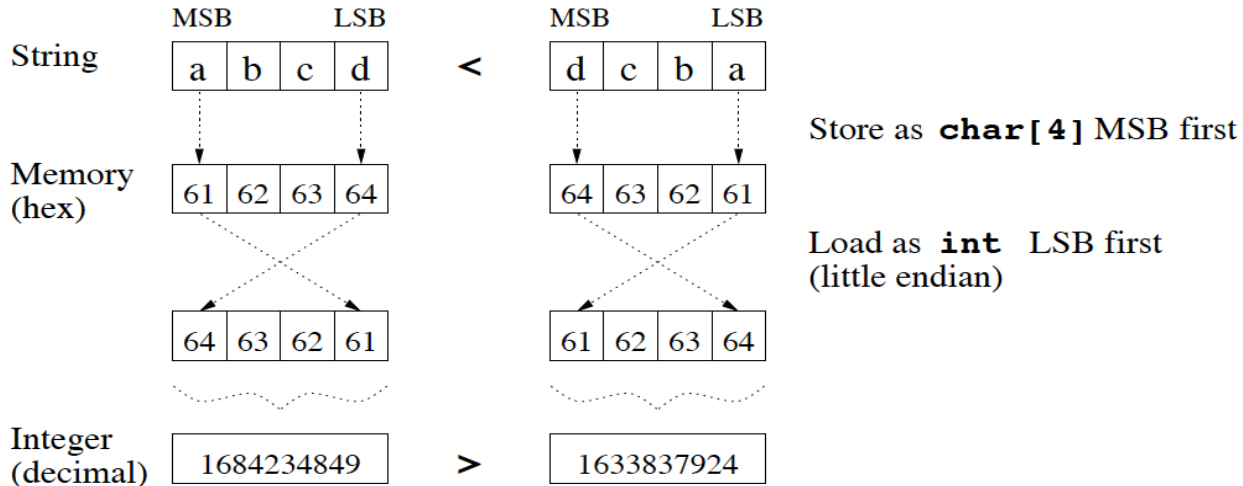 MSB LSB MSB LSB
String a b c d < d c b a
Store as char[4] MSB first
Memory
(hex) 61 62 63 64 64 63 62 61
Load as int LSB first
(little endian)
64 63 62 61 61 62 63 64
Integer
(decimal) 1684234849 > 1633837924